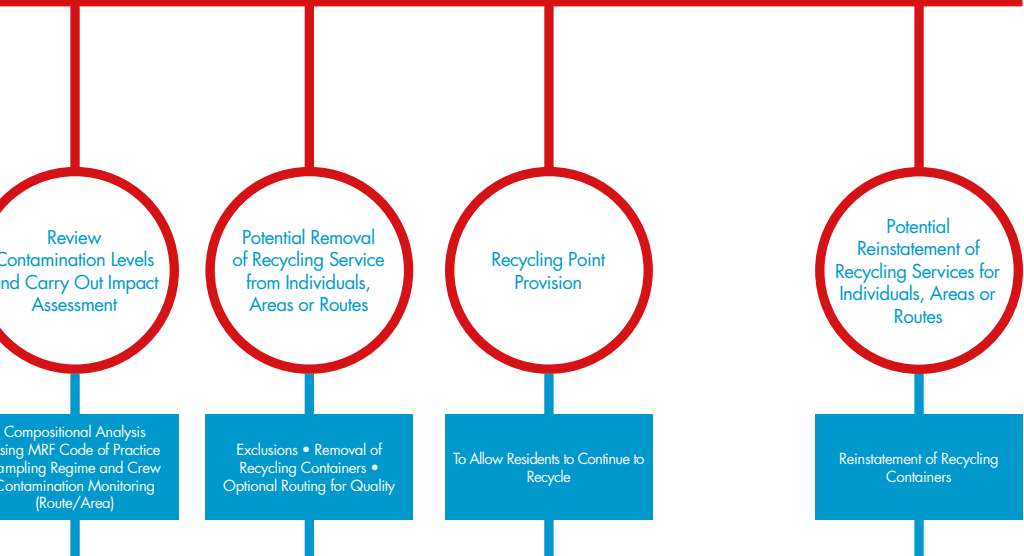 Review
Contamination Levels
and Carry Out Impact
Assessment
Potential Removal
of Recycling Service
from Individuals,
Areas or Routes
Recycling Point
Provision
Potential
Reinstatement of
Recycling Services for
Individuals, Areas or
Routes
Compositional Analysis
using MRF Code of Practice
Sampling Regime and Crew
Contamination Monitoring
(Route/Area)
Exclusions • Removal of
Recycling Containers •
Optional Routing for Quality
To Allow Residents to Continue to
Recycle
Reinstatement of Recycling
Containers